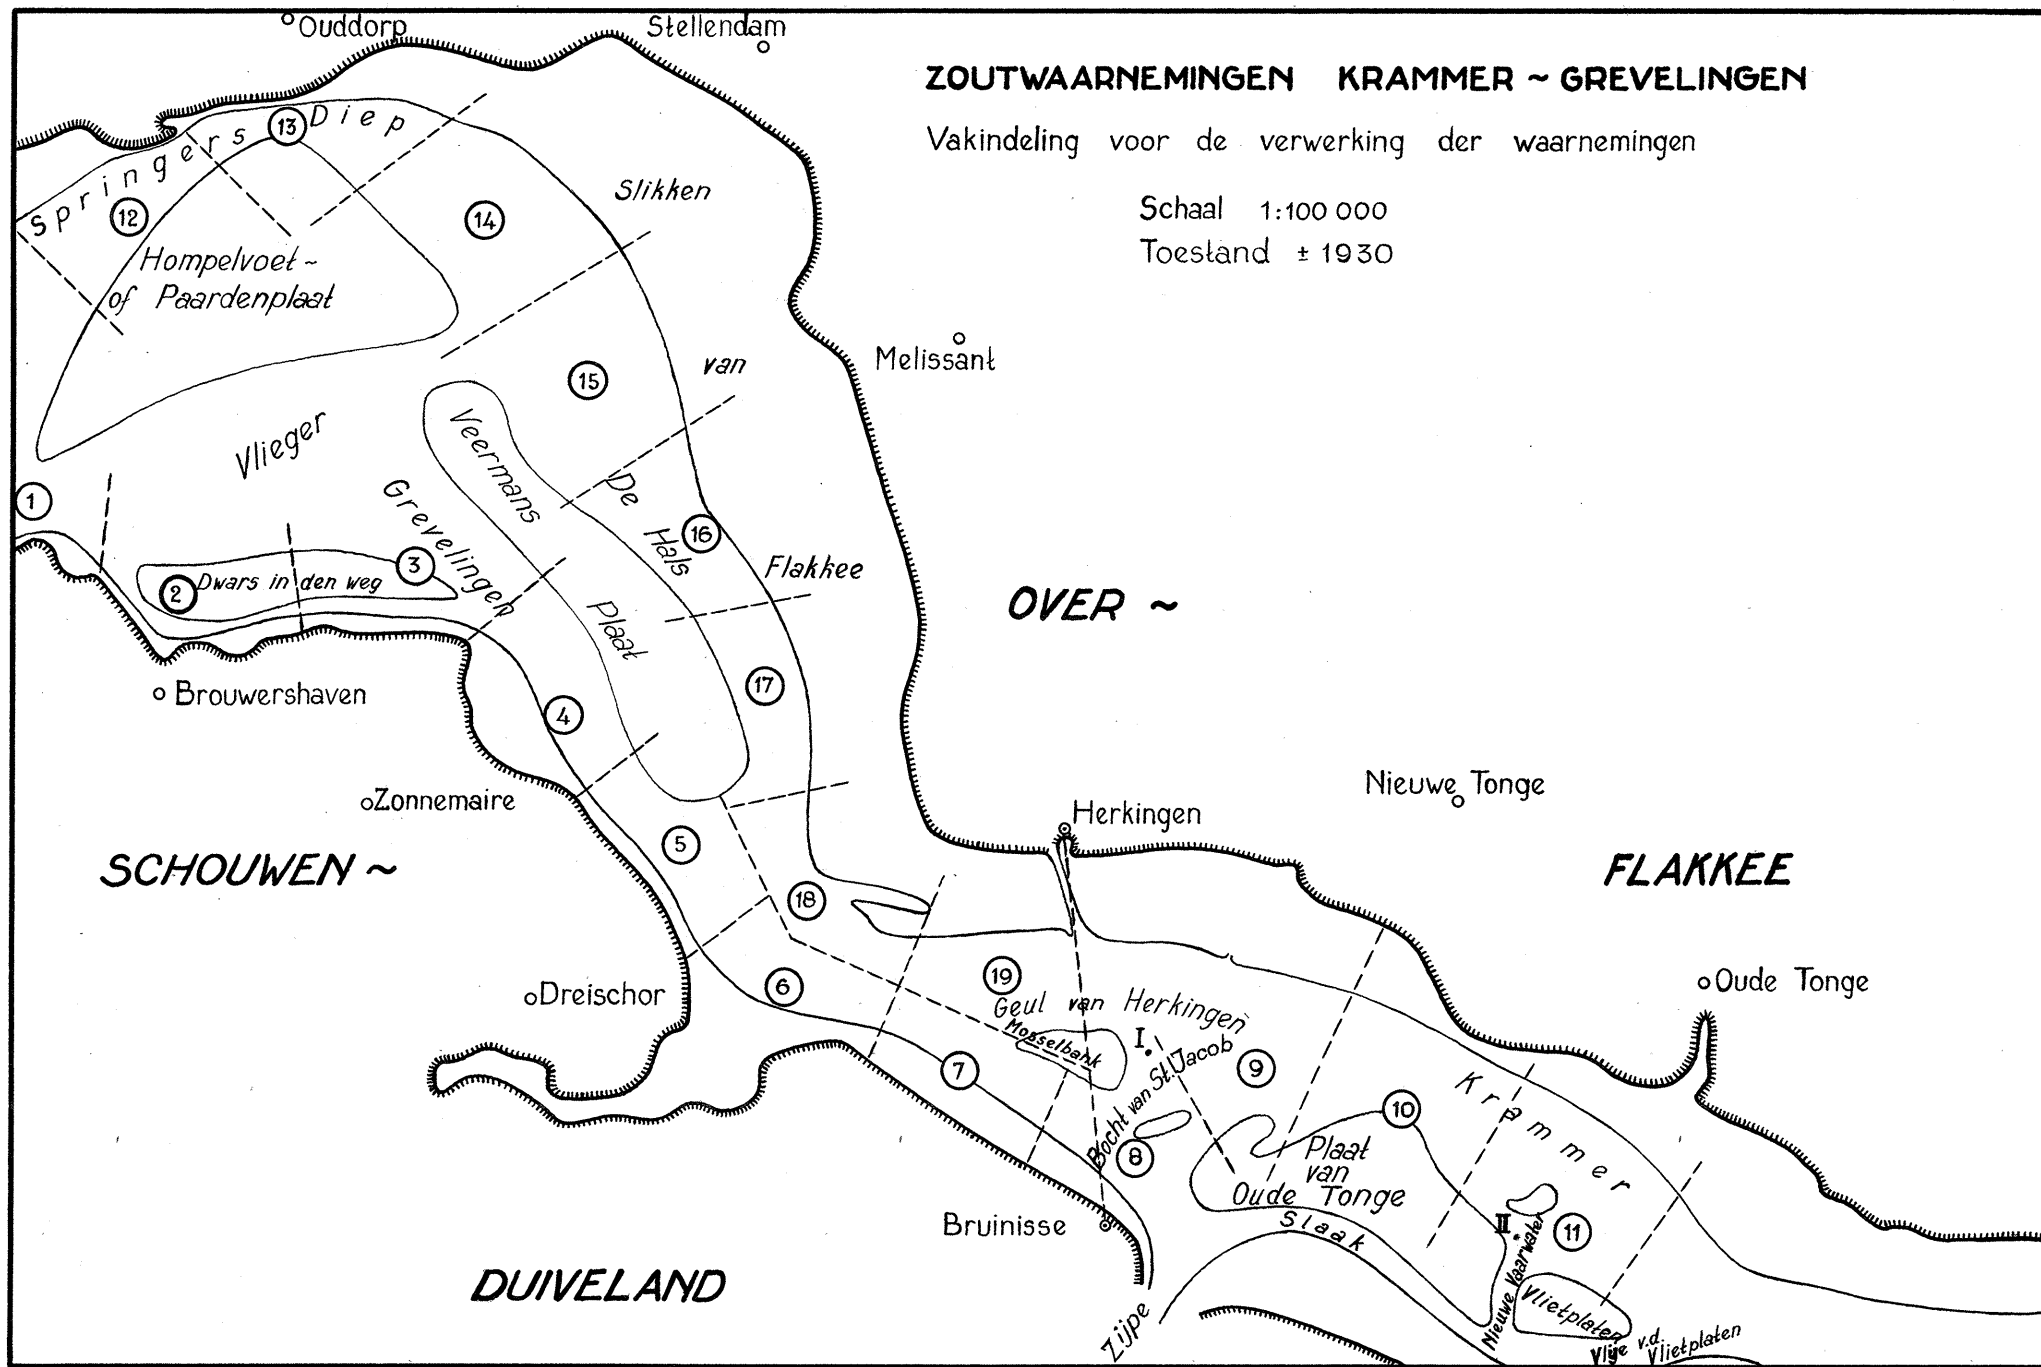 Ouddorp
Stellendam
ZOUTWAARNEMINGEN KRAMMER ~ GREVELINGEN
Vakindeling voor de verwerking der waarnemingen
Schaal 1:100 000
Toestand ± 1930
Springers Diep
13
12
14
Slikken
van
Flakkee
Hompelvoet ~
of Paardenplaat
Melissant
15
Vlieger
Veermans
Plaat
Grevelingen
De
Hals
1
16
3
2
Dwars in den weg
OVER ~
Brouwershaven
4
17
Zonnemaire
5
Herkingen
Nieuwe Tonge
SCHOUWEN ~
FLAKKEE
18
19
6
Dreischor
Oude Tonge
Geul van Herkingen
Mosselbank
I
Bocht van St. Jacob
7
9
10
Krammer
8
Plaat
van
Oude Tonge
Slaak
Bruinisse
II
11
Nieuwe Vaarwater
DUIVELAND
Zijpe
Vlietplaten
Vlije v.d.
Vlietplaten